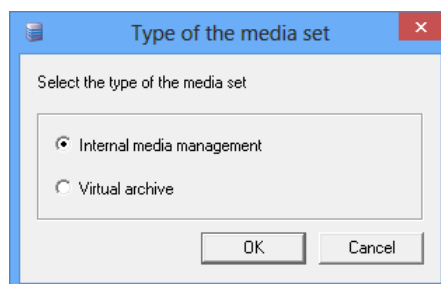 Type of the media set
Select the type of the media set
Internal media management
Virtual archive
OK
Cancel